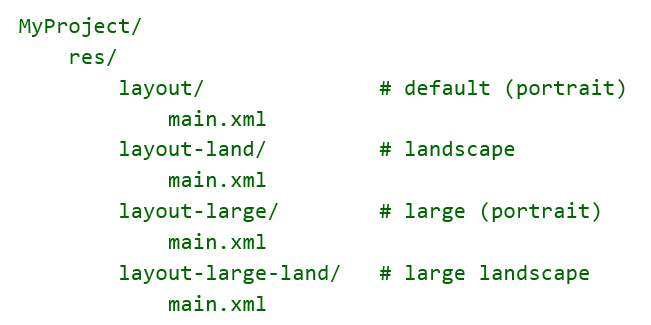 MyProject/
    res/
        layout/              # default (portrait)
            main.xml
        layout-land/         # landscape
            main.xml
        layout-large/        # large (portrait)
            main.xml
        layout-large-land/   # large landscape
            main.xml